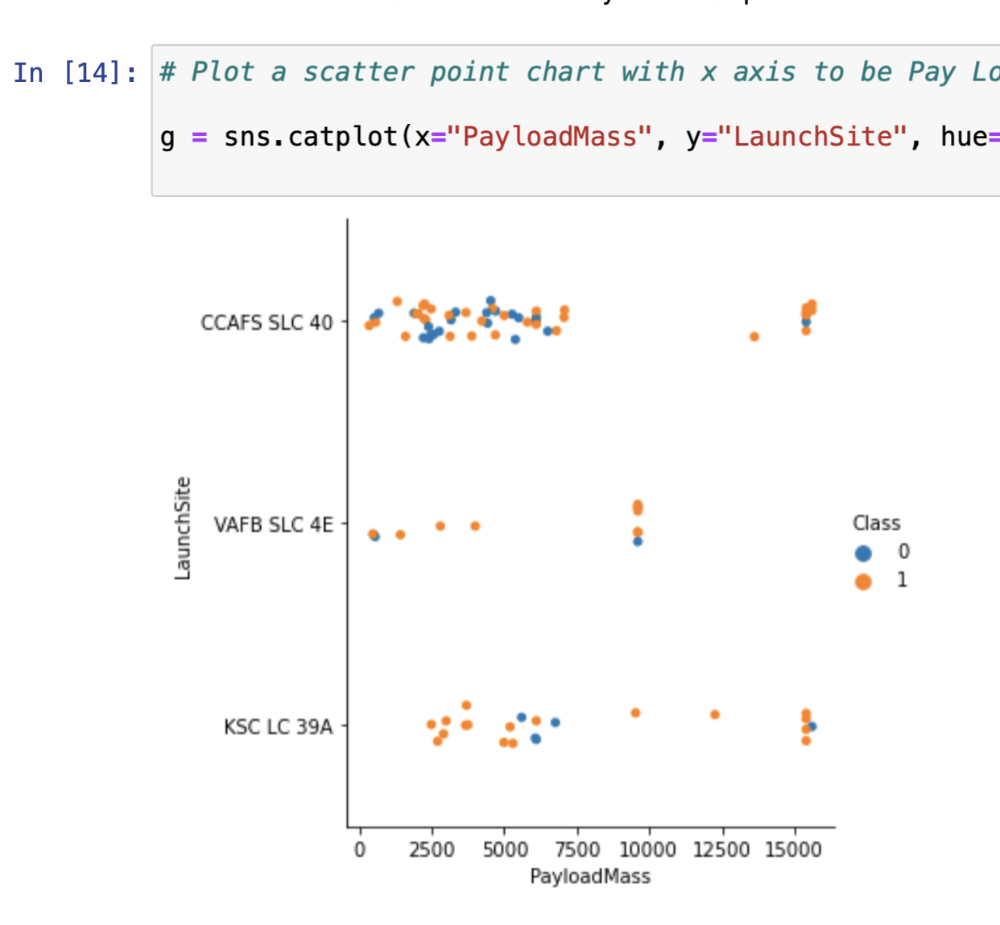 In [14]: # Plot a scatter point chart with x axis to be Pay Lo
g = sns.catplot(x="PayloadMass", y="LaunchSite", hue=
CCAFS SLC 40
VAFB SLC 4E
KSC LC 39A
LaunchSite
Class
0
1
0 2500 5000 7500 10000 12500 15000
PayloadMass